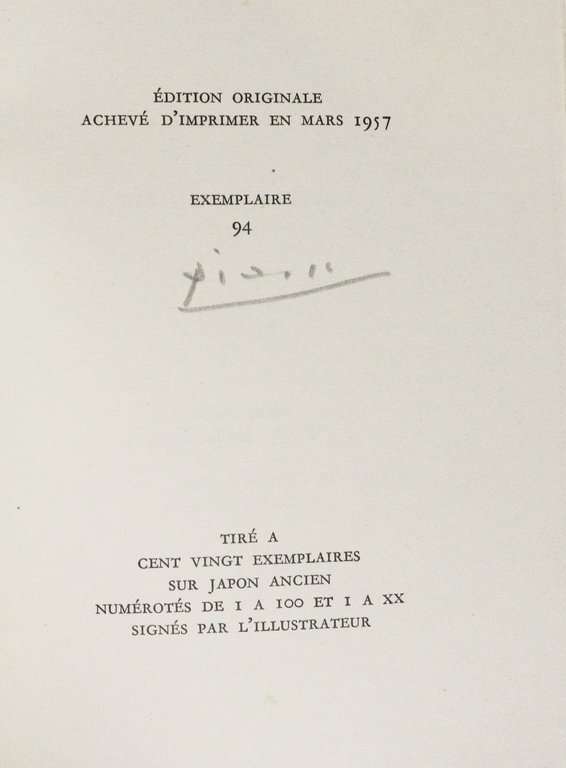 ÉDITION ORIGINALE
ACHEVÉ D'IMPRIMER EN MARS 1957
EXEMPLAIRE
94
TIRÉ A
CENT VINGT EXEMPLAIRES
SUR JAPON ANCIEN
NUMÉROTÉS DE I A 100 ET I A XX
SIGNÉS PAR L'ILLUSTRATEUR